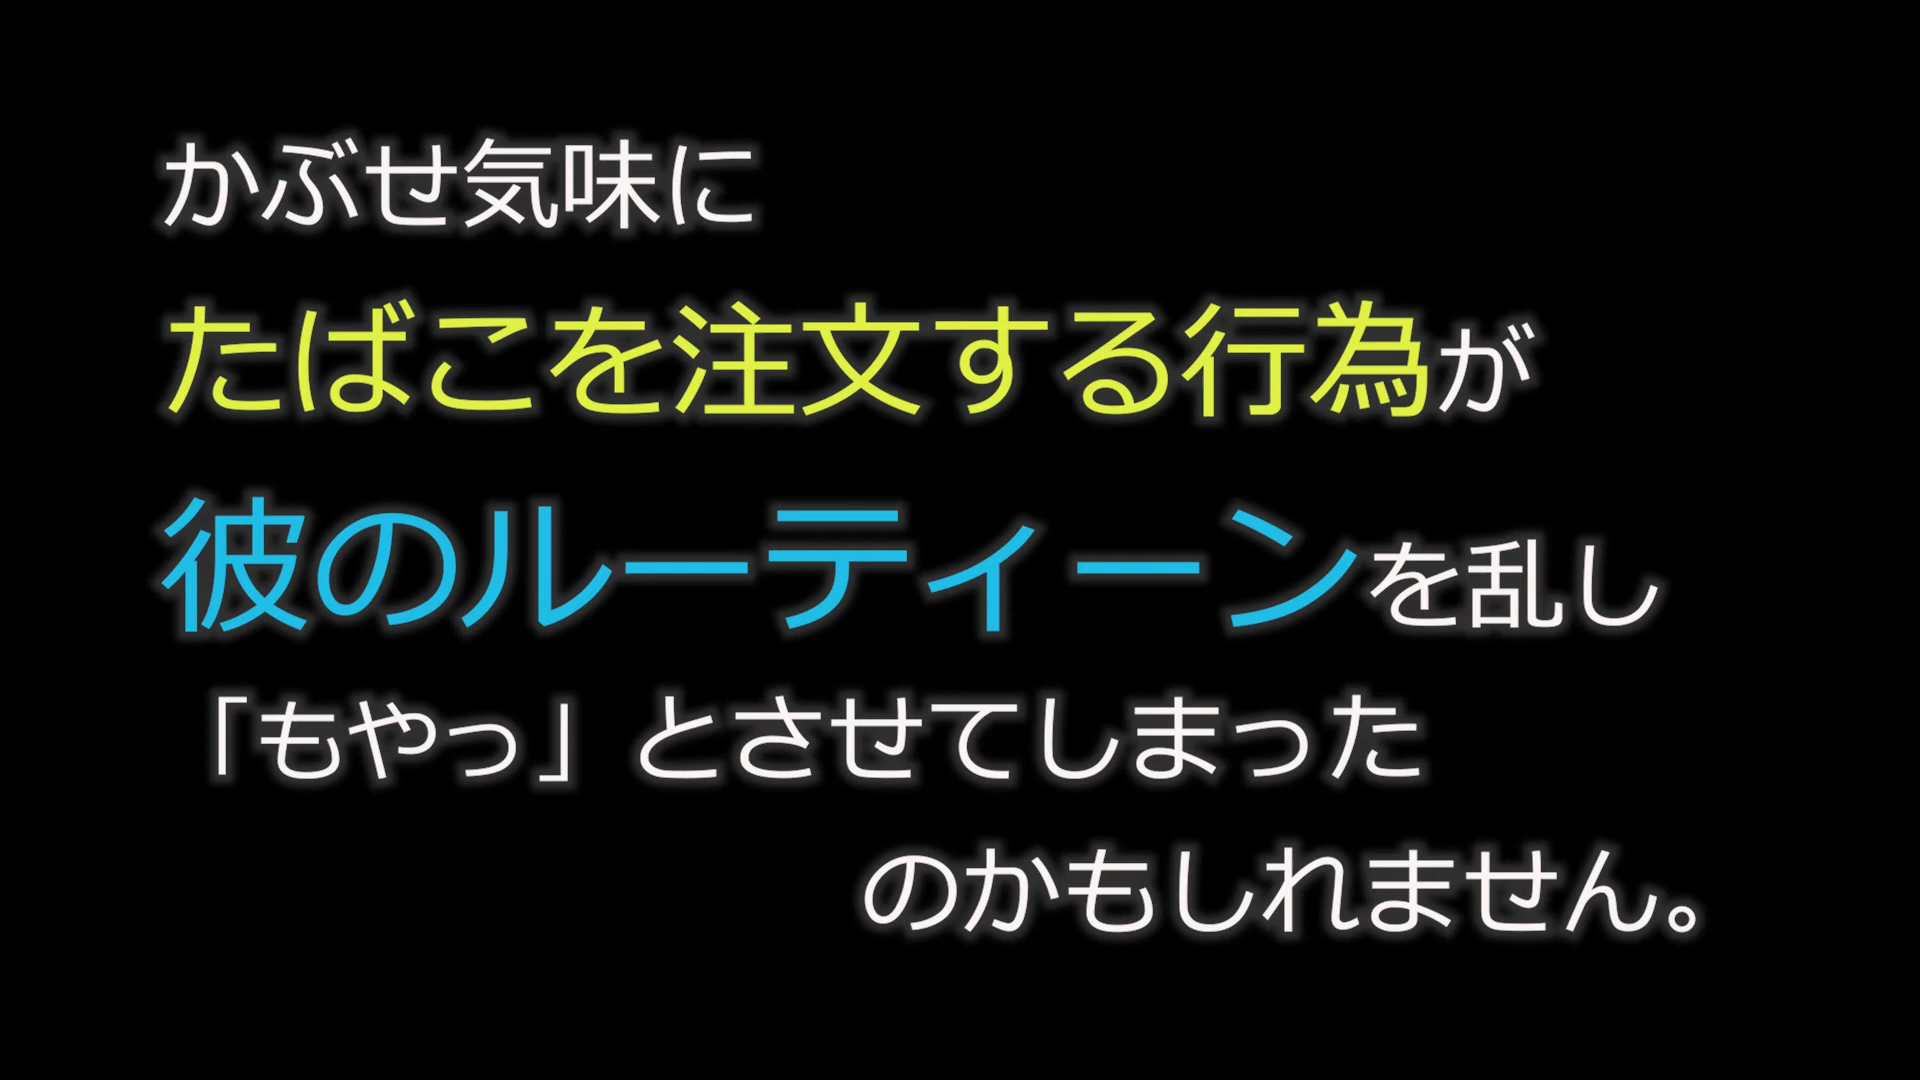 かぶせ気味に
たばこを注文する行為が
彼のルーティーンを乱し
「もやっ」とさせてしまった
のかもしれません。